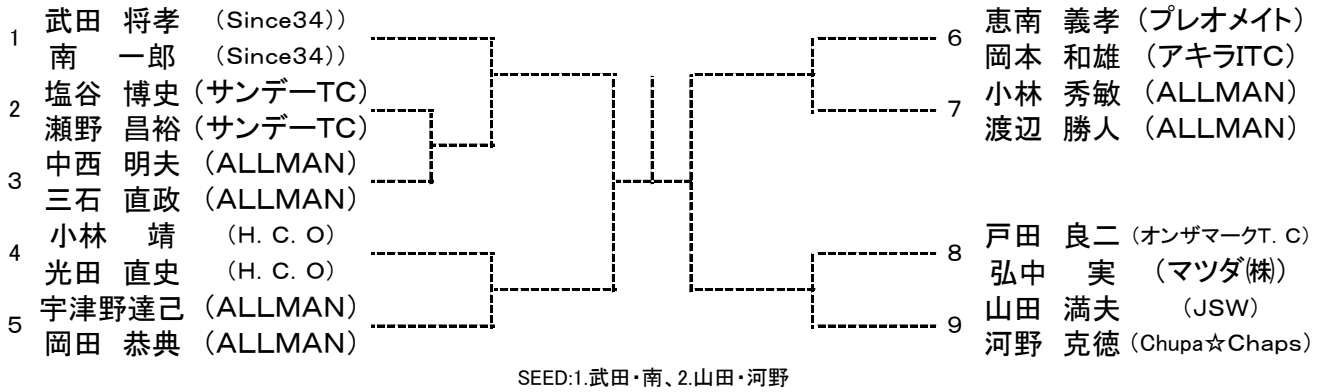 1
武田 将孝 (Since34))
南 一郎 (Since34))
2
塩谷 博史 (サンデーTC)
瀬野 昌裕 (サンデーTC)
3
中西 明夫 (ALLMAN)
三石 直政 (ALLMAN)
4
小林 靖 (H.C.O)
光田 直史 (H.C.O)
5
宇津野達己 (ALLMAN)
岡田 恭典 (ALLMAN)
6
恵南 義孝 (プレオメイト)
岡本 和雄 (アキラITC)
7
小林 秀敏 (ALLMAN)
渡辺 勝人 (ALLMAN)
8
戸田 良二 (オンザマークT.C)
弘中 実 (マツダ㈱)
9
山田 満夫 (JSW)
河野 克徳 (Chupa☆Chaps)
SEED:1.武田・南、2.山田・河野